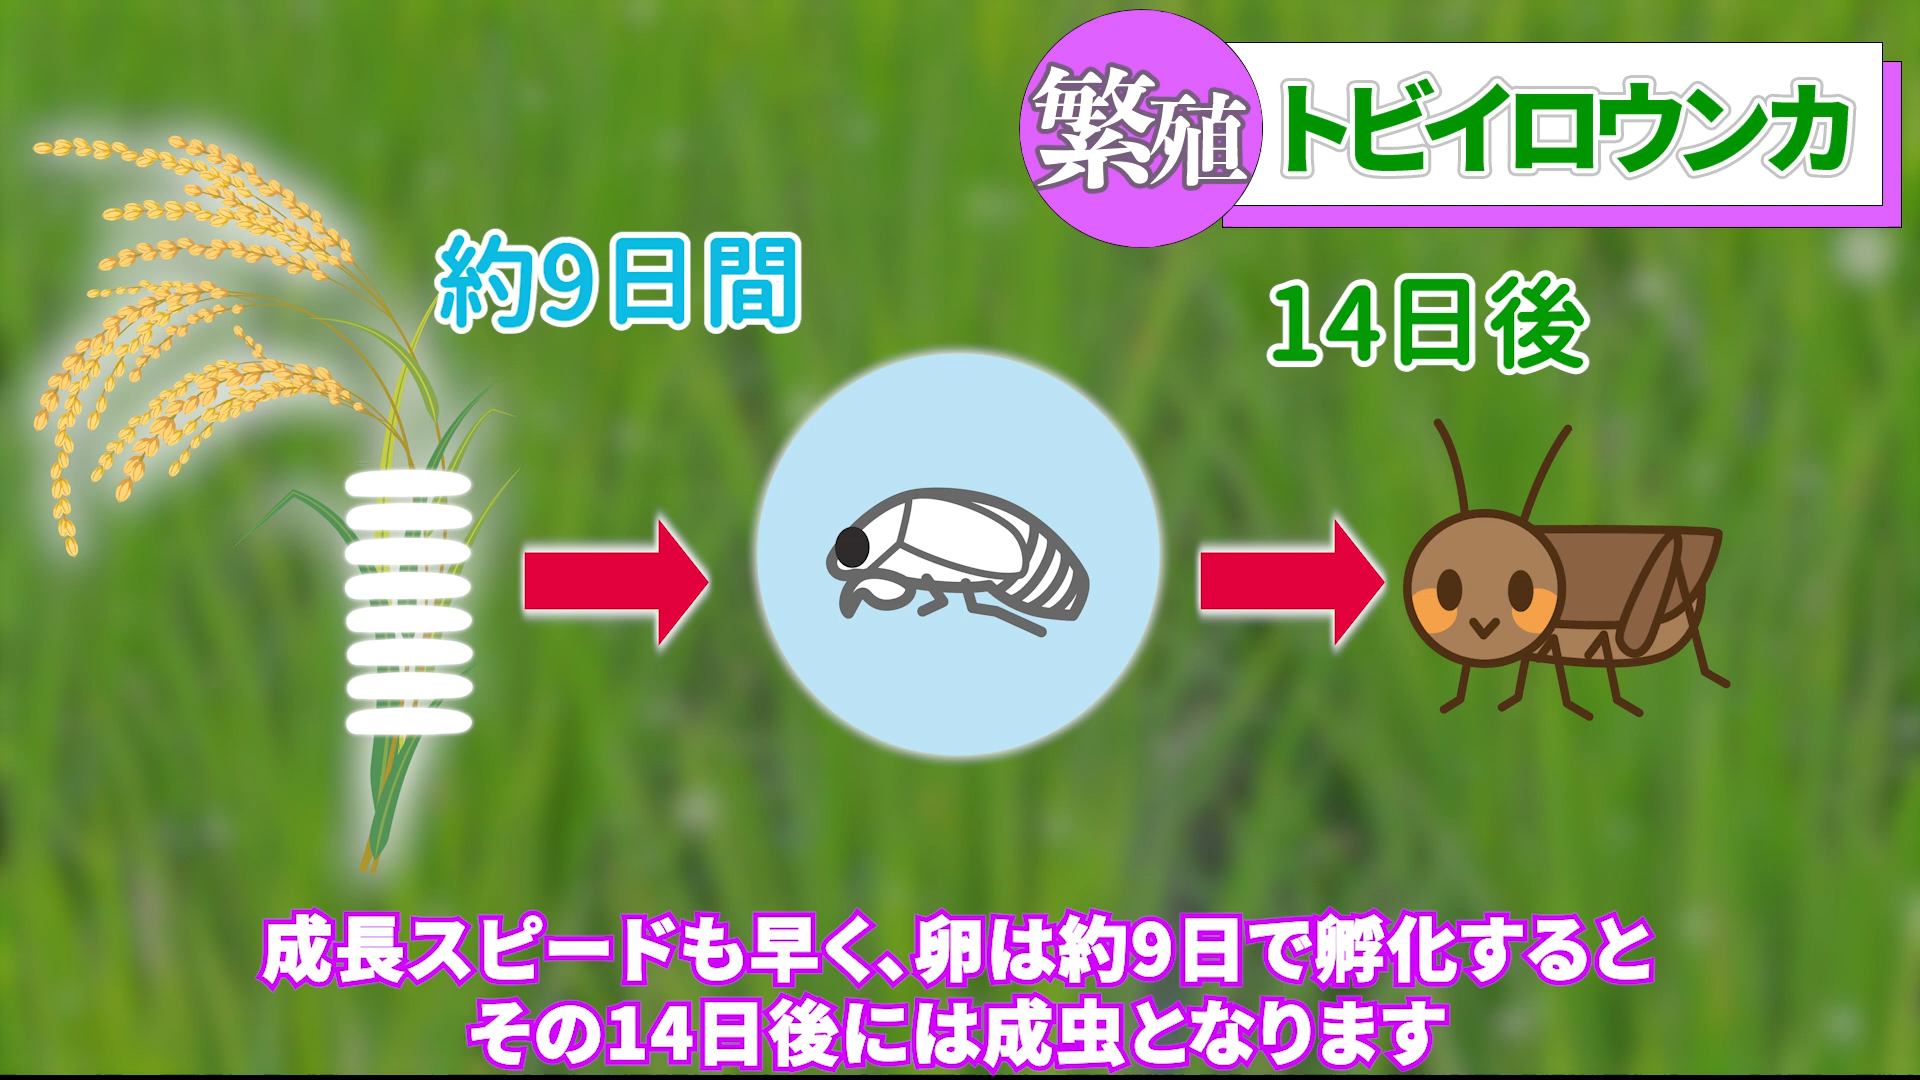 繁殖 トビイロウンカ
約9日間
14日後
成長スピードも早く、卵は約9日で孵化すると
その14日後には成虫となります